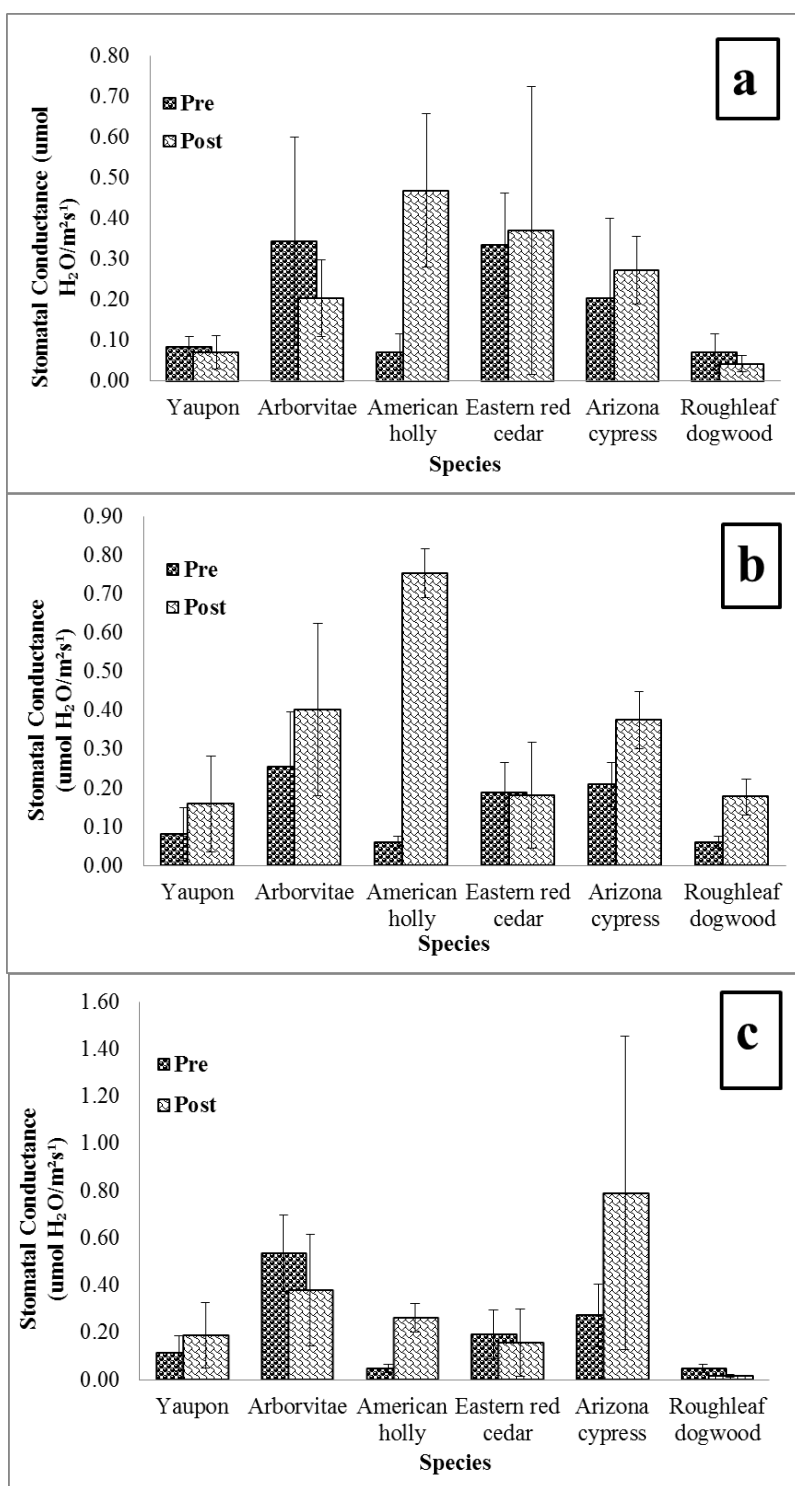 a
0.80
0.70
0.60
0.50
0.40
0.30
0.20
0.10
0.00
Stomatal Conductance (umol
H₂O/m²s¹)
Pre
Post
Yaupon Arborvitae American Eastern red Arizona Roughleaf
holly cedar cypress dogwood
Species
b
0.90
0.80
0.70
0.60
0.50
0.40
0.30
0.20
0.10
0.00
Stomatal Conductance
(umol H₂O/m²s¹)
Pre
Post
Yaupon Arborvitae American Eastern red Arizona Roughleaf
holly cedar cypress dogwood
Species
c
1.60
1.40
1.20
1.00
0.80
0.60
0.40
0.20
0.00
Stomatal Conductance
(umol H₂O/m²s¹)
Pre
Post
Yaupon Arborvitae American Eastern red Arizona Roughleaf
holly cedar cypress dogwood
Species